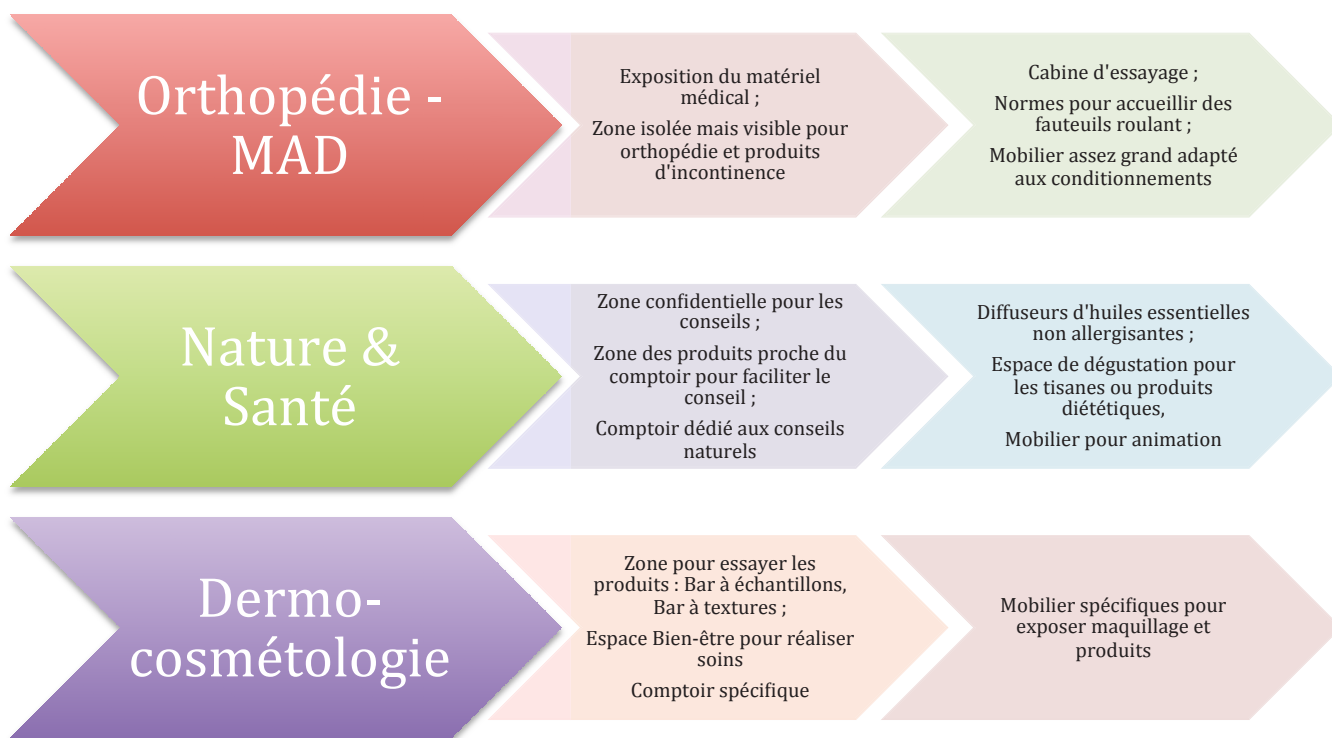 Orthopédie -
MAD
Exposition du matériel
médical ;
Zone isolée mais visible pour
orthopédie et produits
d'incontinence
Cabine d'essayage ;
Normes pour accueillir des
fauteuils roulant ;
Mobilier assez grand adapté
aux conditionnements
Nature &
Santé
Zone confidentielle pour les
conseils ;
Zone des produits proche du
comptoir pour faciliter le
conseil ;
Comptoir dédié aux conseils
naturels
Diffuseurs d'huiles essentielles
non allergisantes ;
Espace de dégustation pour
les tisanes ou produits
diététiques,
Mobilier pour animation
Dermo-
cosmétologie
Zone pour essayer les
produits : Bar à échantillons,
Bar à textures ;
Espace Bien-être pour réaliser
soins
Comptoir spécifique
Mobilier spécifiques pour
exposer maquillage et
produits